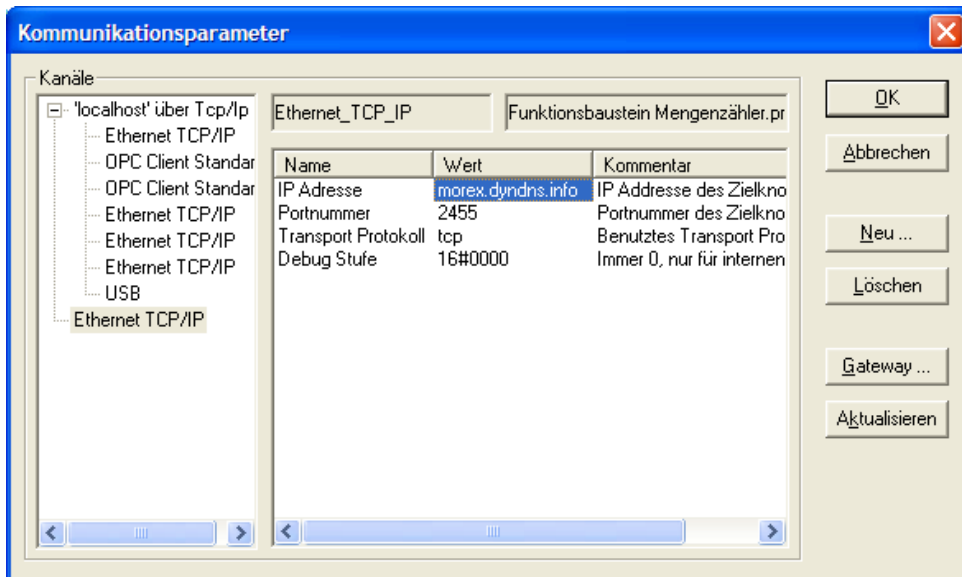 Kommunikationsparameter
Kanäle
'localhost' über Tcp/Ip
Ethernet TCP/IP
OPC Client Standar
OPC Client Standar
Ethernet TCP/IP
Ethernet TCP/IP
Ethernet TCP/IP
USB
Ethernet TCP/IP
Ethernet_TCP_IP Funktionsbaustein Mengenzähler.pr
Name Wert Kommentar
IP Adresse morex.dyndns.info IP Addresse des Zielkno
Portnummer 2455 Portnummer des Zielkno
Transport Protokoll tcp Benutztes Transport Pro
Debug Stufe 16#0000 Immer 0, nur für internen
OK
Abbrechen
Neu ...
Löschen
Gateway ...
Aktualisieren